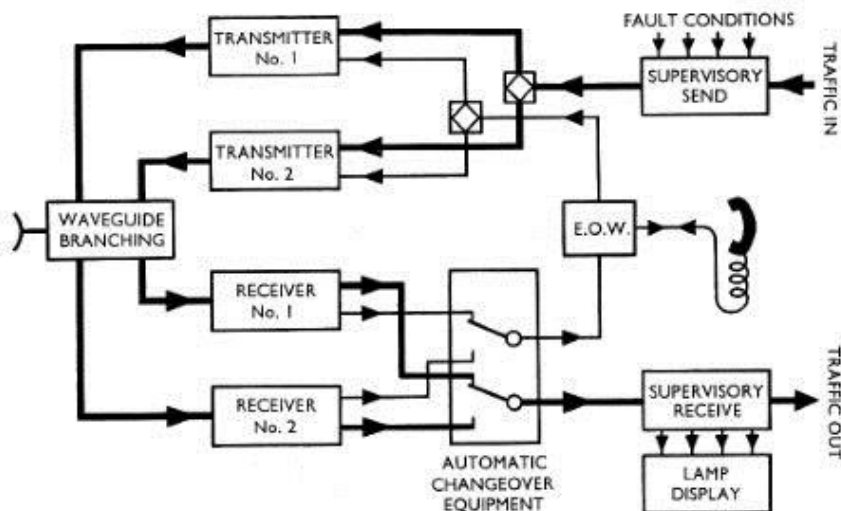 FAULT CONDITIONS
TRANSMITTER
No. 1
SUPERVISORY
SEND
TRAFFIC IN
TRANSMITTER
No. 2
WAVEGUIDE
BRANCHING
E.O.W.
RECEIVER
No. 1
RECEIVER
No. 2
AUTOMATIC
CHANGEOVER
EQUIPMENT
SUPERVISORY
RECEIVE
TRAFFIC OUT
LAMP
DISPLAY